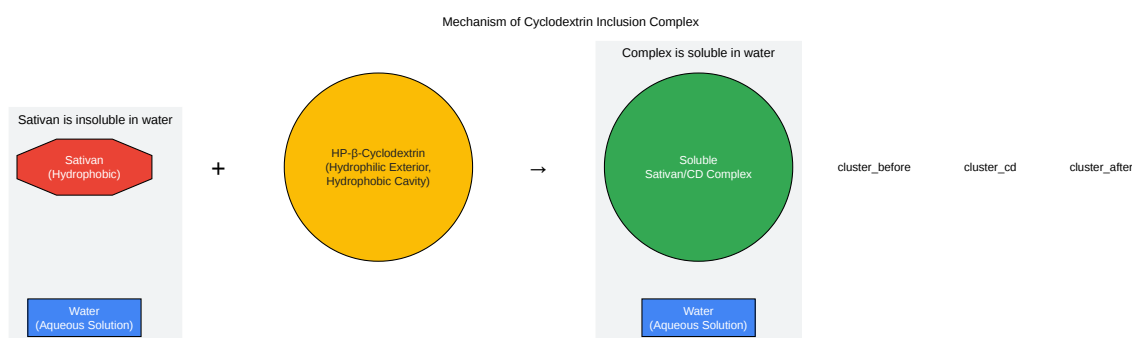 Mechanism of Cyclodextrin Inclusion Complex
Sativan is insoluble in water
Sativan
(Hydrophobic)
Water
(Aqueous Solution)
+
HP-β-Cyclodextrin
(Hydrophilic Exterior,
Hydrophobic Cavity)
→
Complex is soluble in water
Soluble
Sativan/CD Complex
Water
(Aqueous Solution)
cluster_before
cluster_cd
cluster_after